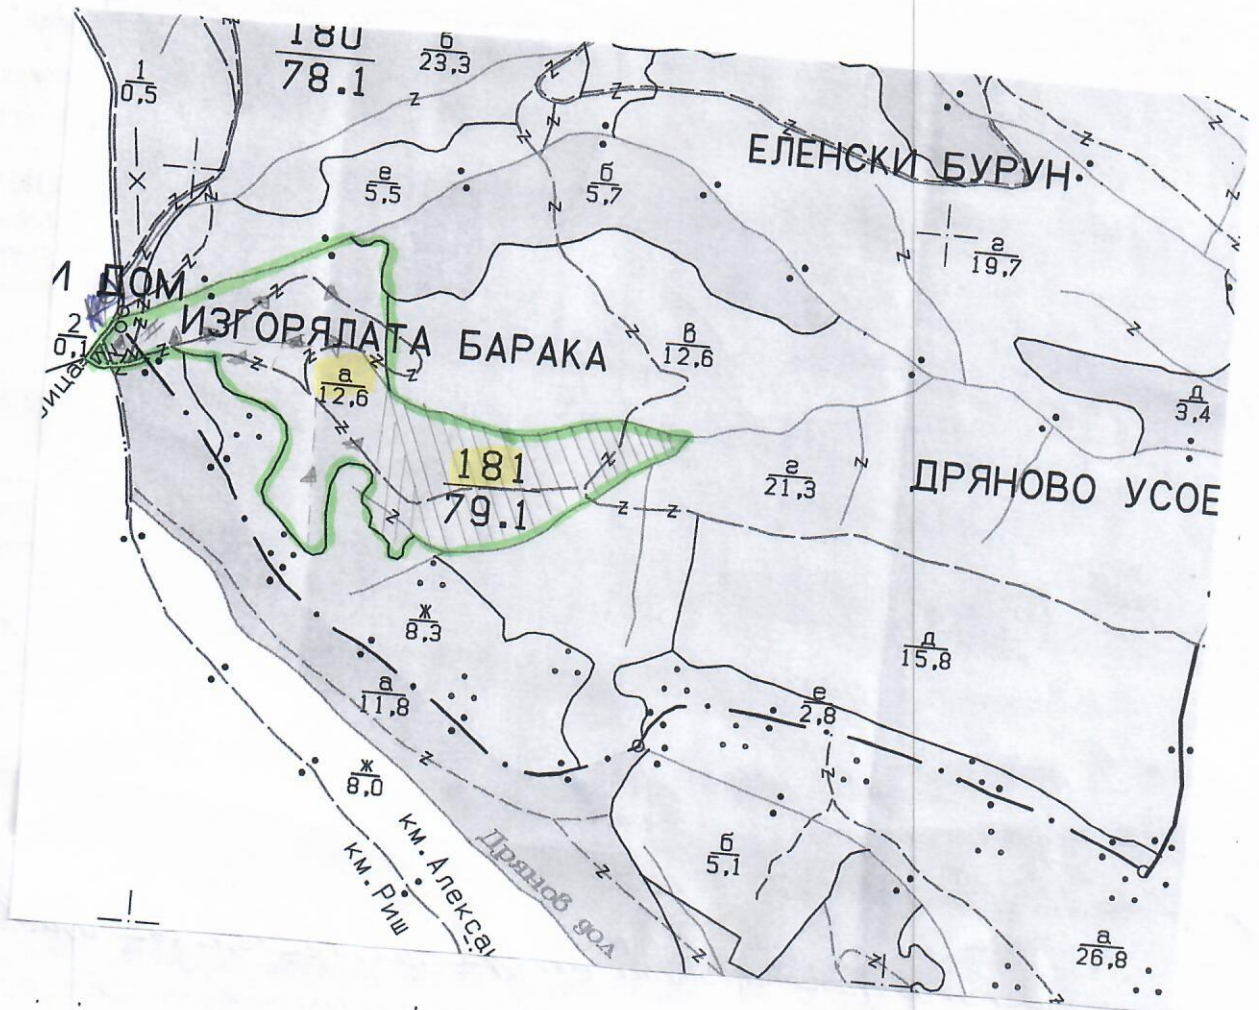 180
78.1
б
23,3
1
0,5
ЕЛЕНСКИ БУРУН
в
5,5
б
5,7
г
19,7
ДОМ
2
0,1
ИЗГОРЯЛАТА БАРАКА
в
12,6
а
12,6
д
3,4
181
79.1
г
21,3
ДРЯНОВО УСОЕ
ж
8,3
д
15,8
а
11,8
е
2,8
ж
8,0
км. Алекса
км. Риш
Дрянов дол
б
5,1
а
26,8